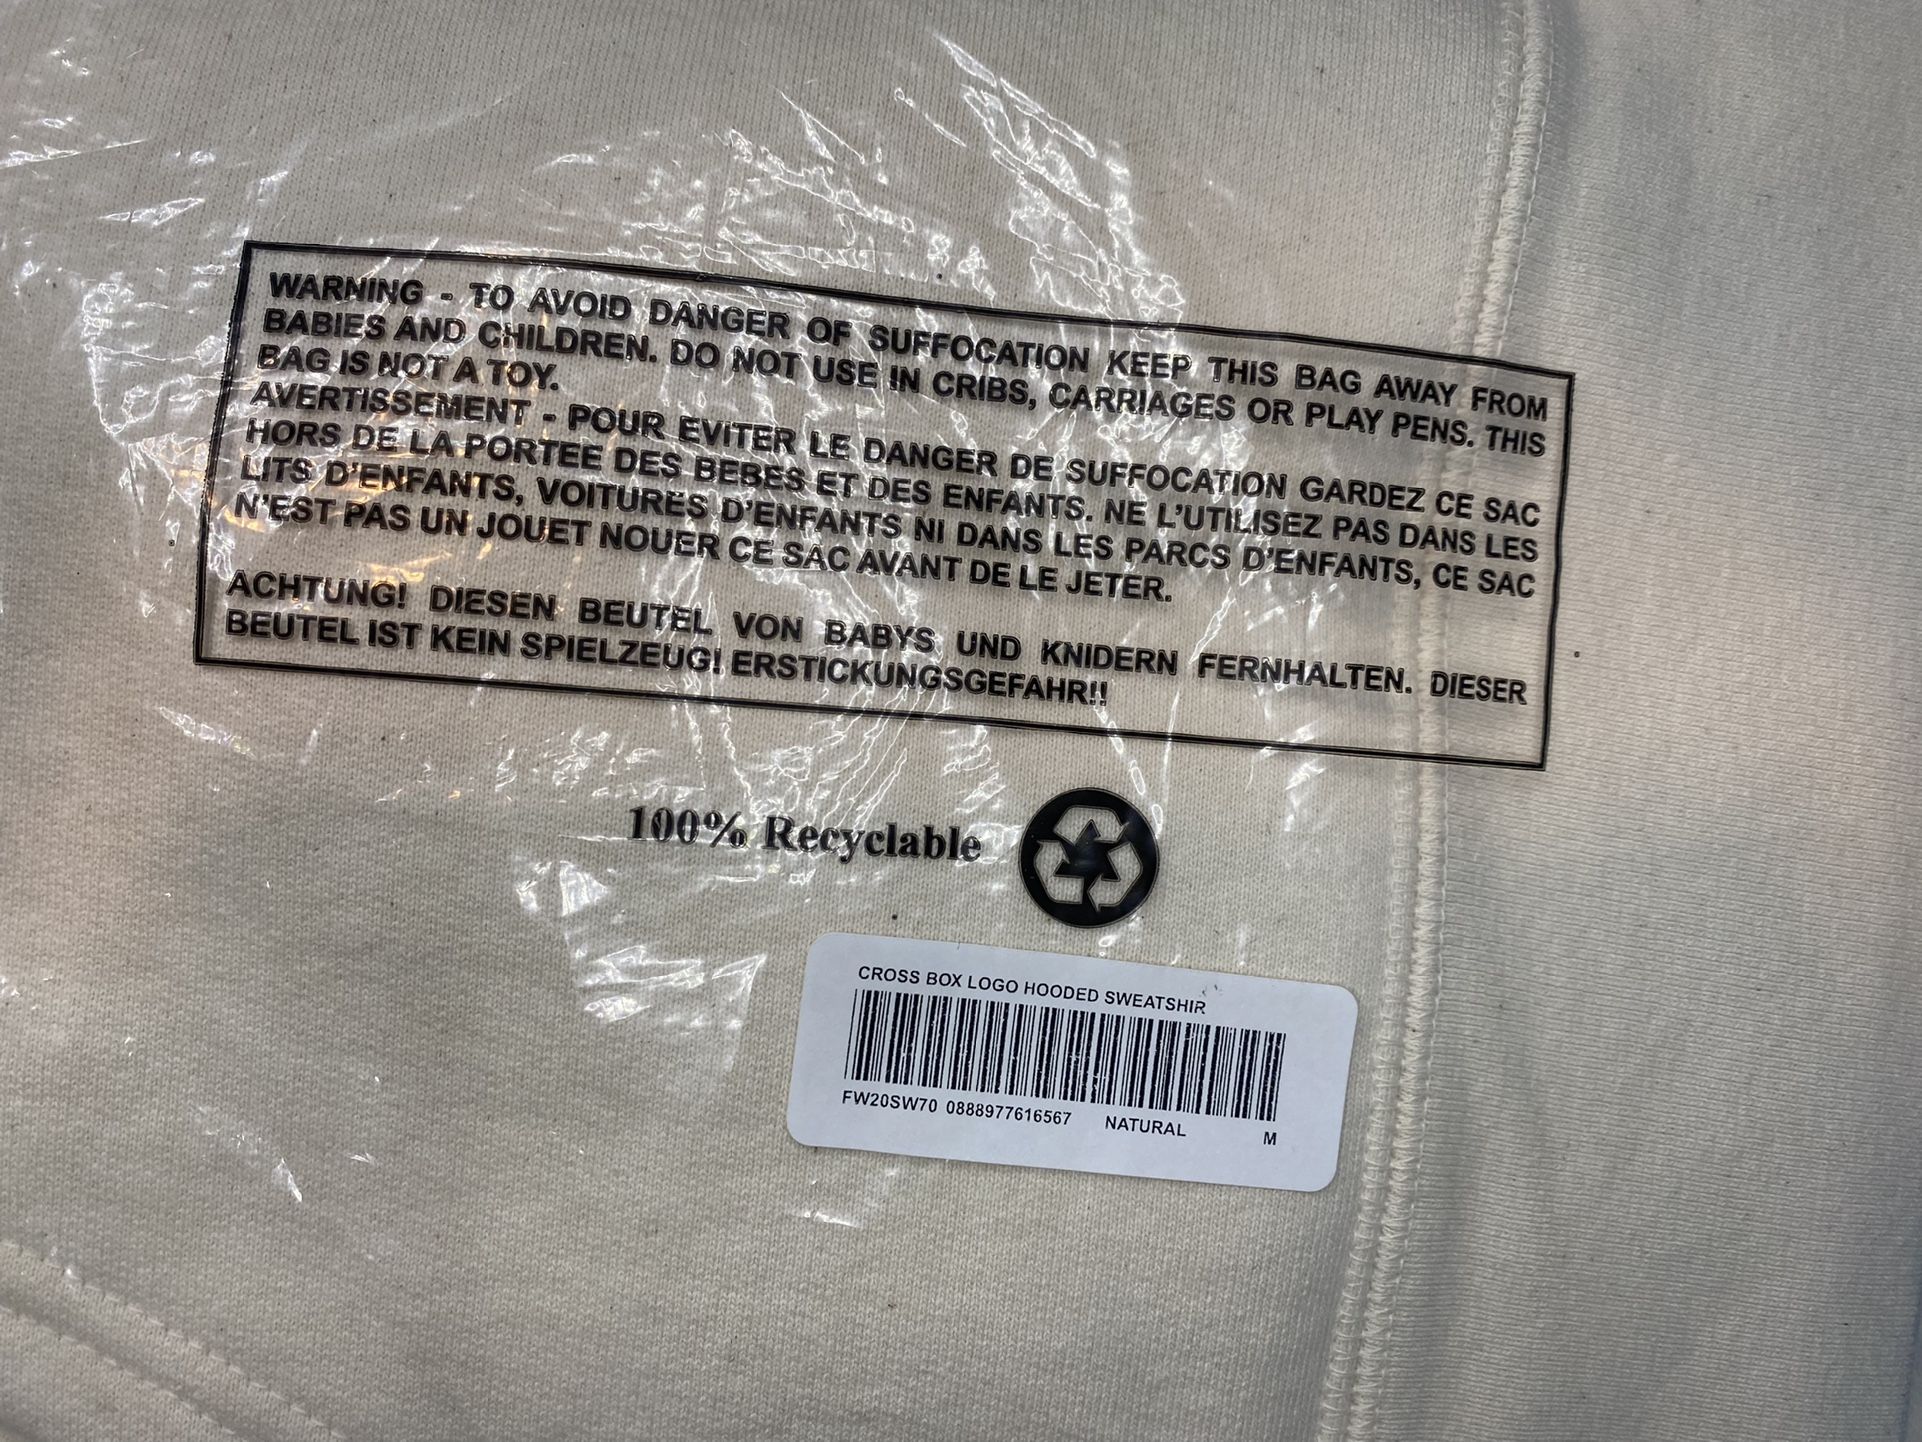 WARNING - TO AVOID DANGER OF SUFFOCATION KEEP THIS BAG AWAY FROM
BABIES AND CHILDREN. DO NOT USE IN CRIBS, CARRIAGES OR PLAY PENS. THIS
BAG IS NOT A TOY.
AVERTISSEMENT - POUR EVITER LE DANGER DE SUFFOCATION GARDEZ CE SAC
HORS DE LA PORTEE DES BEBES ET DES ENFANTS. NE L'UTILISEZ PAS DANS LES
LITS D'ENFANTS, VOITURES D'ENFANTS NI DANS LES PARCS D'ENFANTS, CE SAC
N'EST PAS UN JOUET NOUER CE SAC AVANT DE LE JETER.
ACHTUNG! DIESEN BEUTEL VON BABYS UND KNIDERN FERNHALTEN. DIESER
BEUTEL IST KEIN SPIELZEUG! ERSTICKUNGSGEFAHR!!
100% Recyclable
CROSS BOX LOGO HOODED SWEATSHIR
FW20SW70 0888977616567 NATURAL M